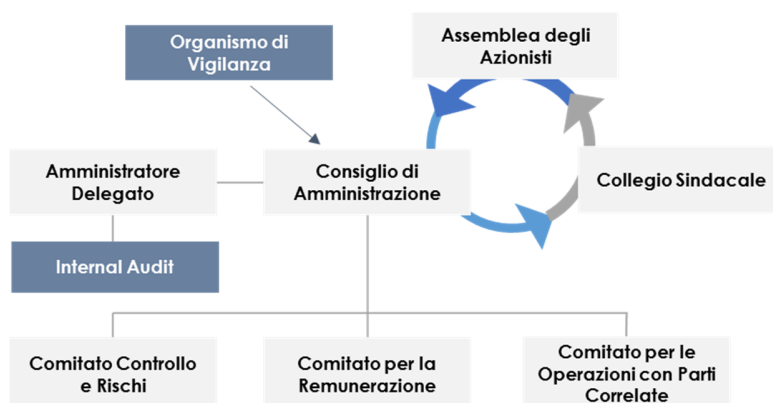 Organismo di
Vigilanza
Assemblea degli
Azionisti
Amministratore
Delegato
Consiglio di
Amministrazione
Collegio Sindacale
Internal Audit
Comitato Controllo
e Rischi
Comitato per la
Remunerazione
Comitato per le
Operazioni con Parti
Correlate